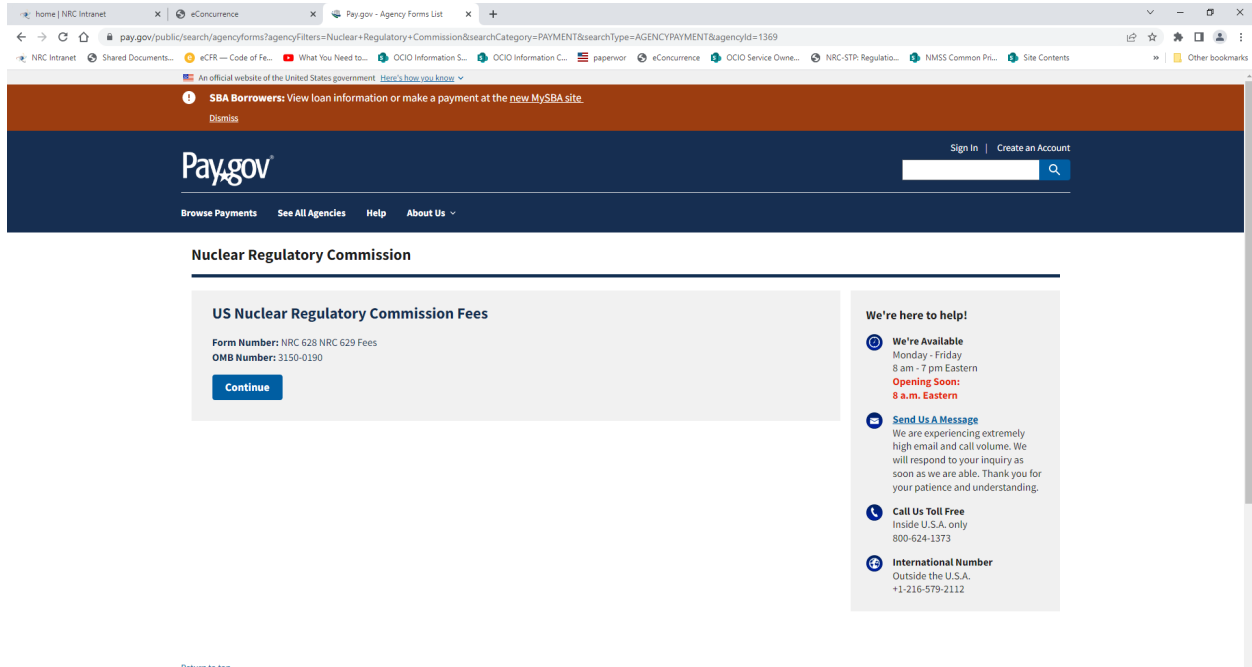 home | NRC Intranet
eConcurrence
Pay.gov - Agency Forms List
pay.gov/public/search/agencyforms?agencyFilters=Nuclear+Regulatory+Commission&searchCategory=PAYMENT&searchType=AGENCYPAYMENT&agencyId=1369
NRC Intranet Shared Documents... eCFR — Code of Fe... What You Need to... OCIO Information S... OCIO Information C... paperwor eConcurrence OCIO Service Owne... NRC-STP: Regulatio... NMSS Common Pri... Site Contents » Other bookmarks
An official website of the United States government Here's how you know
SBA Borrowers: View loan information or make a payment at the new MySBA site
Dismiss
Sign In | Create an Account
Pay.gov
Browse Payments See All Agencies Help About Us
Nuclear Regulatory Commission
US Nuclear Regulatory Commission Fees
Form Number: NRC 628 NRC 629 Fees
OMB Number: 3150-0190
Continue
We're here to help!
We're Available
Monday - Friday
8 am - 7 pm Eastern
Opening Soon:
8 a.m. Eastern
Send Us A Message
We are experiencing extremely
high email and call volume. We
will respond to your inquiry as
soon as we are able. Thank you for
your patience and understanding.
Call Us Toll Free
Inside U.S.A. only
800-624-1373
International Number
Outside the U.S.A.
+1-216-579-2112
Return to top